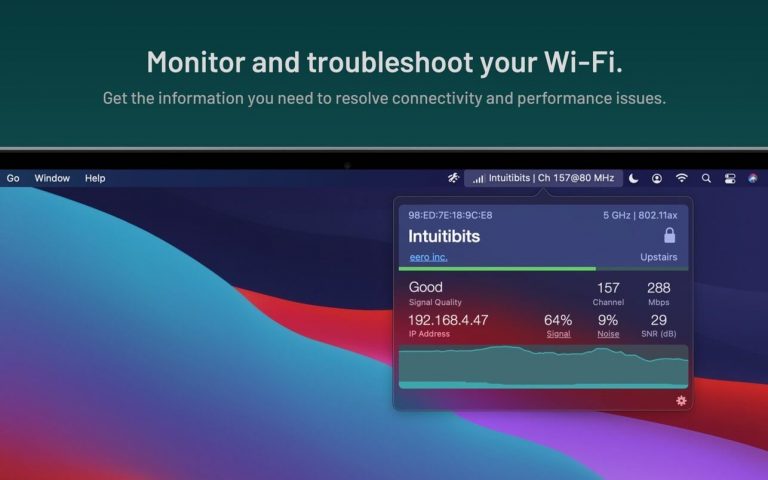 Monitor and troubleshoot your Wi-Fi.
Get the information you need to resolve connectivity and performance issues.
Go Window Help Intuitibits | Ch 157@80 MHz
98:ED:7E:18:9C:E8 5 GHz | 802.11ax
Intuitibits
eero inc. Upstairs
Good 157 288
Signal Quality Channel Mbps
192.168.4.47 64% 9% 29
IP Address Signal Noise SNR (dB)